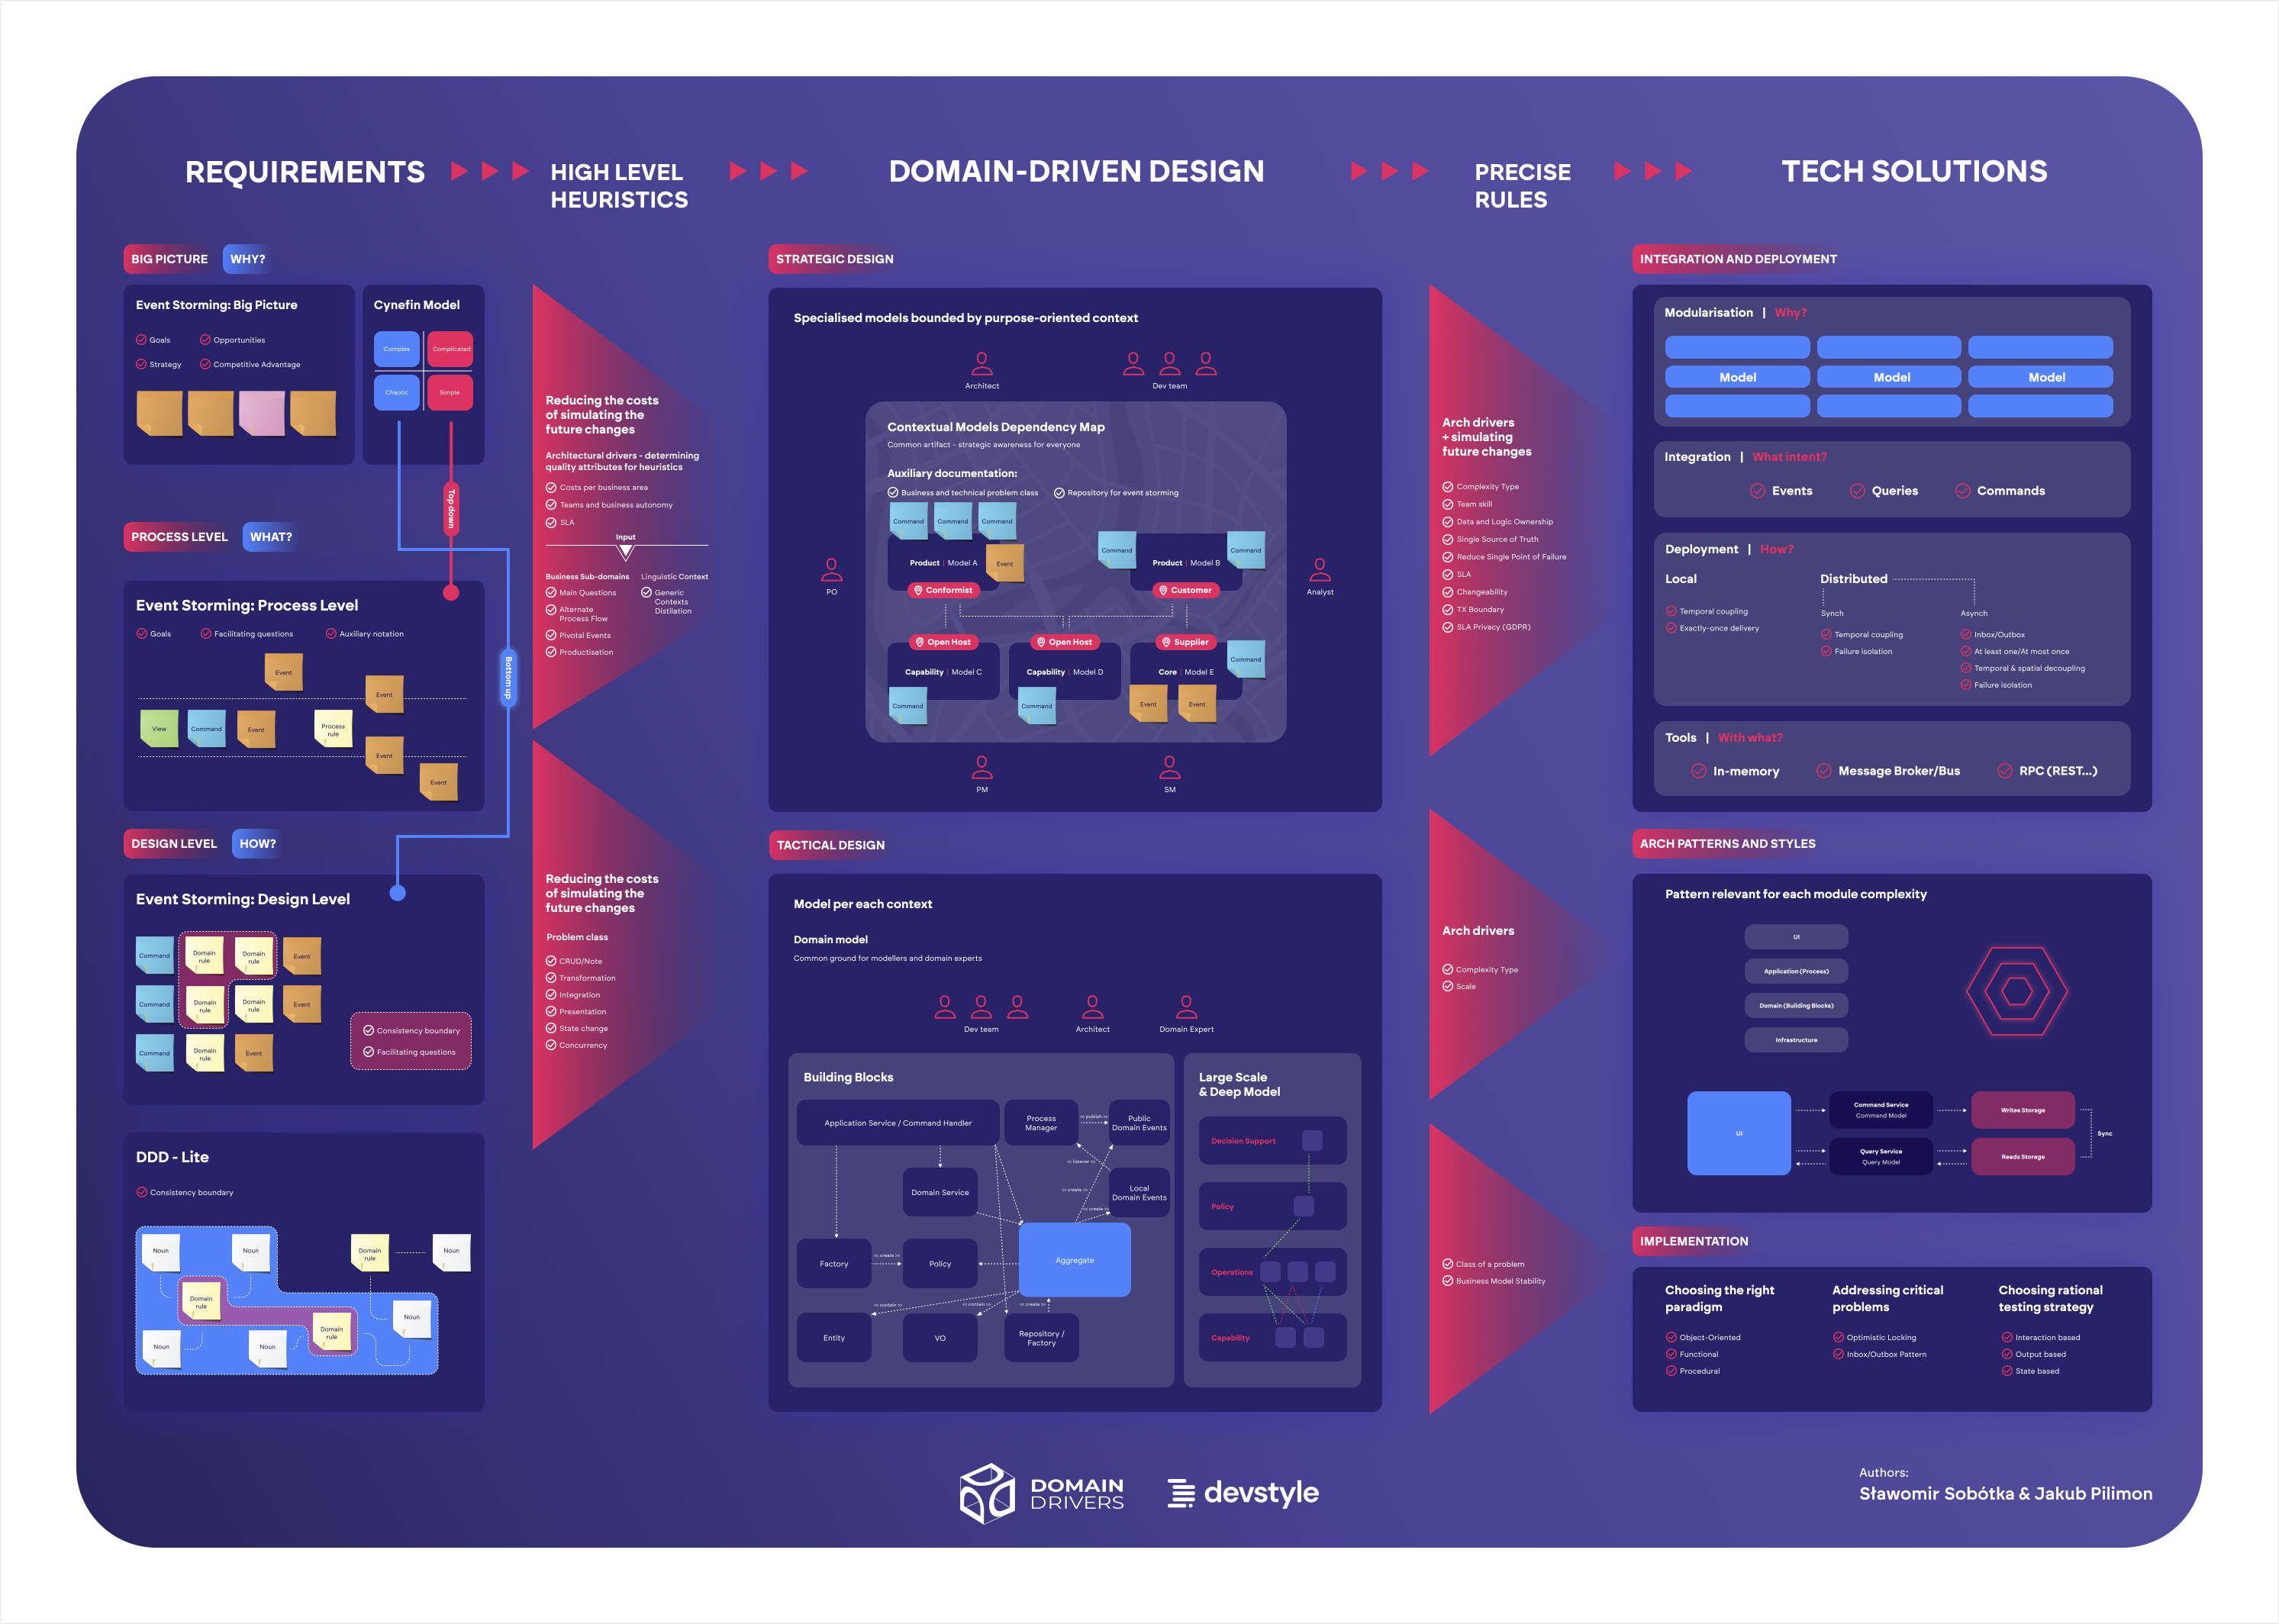 REQUIREMENTS
HIGH LEVEL
HEURISTICS
DOMAIN-DRIVEN DESIGN
PRECISE
RULES
TECH SOLUTIONS
BIG PICTURE
WHY?
Event Storming: Big Picture
Goals
Opportunities
Strategy
Competitive Advantage
Cynefin Model
Complex
Complicated
Chaotic
Simple
Top down
Bottom up
PROCESS LEVEL
WHAT?
Event Storming: Process Level
Goals
Facilitating questions
Auxiliary notation
Event
Event
View
Command
Event
Process
rule
Event
Event
DESIGN LEVEL
HOW?
Event Storming: Design Level
Command
Domain
rule
Domain
rule
Event
Command
Domain
rule
Domain
rule
Event
Command
Domain
rule
Event
Consistency boundary
Facilitating questions
DDD - Lite
Consistency boundary
Noun
Noun
Domain
rule
Noun
Domain
rule
Noun
Domain
rule
Noun
Noun
Reducing the costs
of simulating the
future changes
Architectural drivers - determining
quality attributes for heuristics
Costs per business area
Teams and business autonomy
SLA
Input
Business Sub-domains
Main Questions
Alternate
Process Flow
Pivotal Events
Productisation
Linguistic Context
Generic
Contexts
Distilation
Reducing the costs
of simulating the
future changes
Problem class
CRUD/Note
Transformation
Integration
Presentation
State change
Concurrency
STRATEGIC DESIGN
Specialised models bounded by purpose-oriented context
Architect
Dev team
Contextual Models Dependency Map
Common artifact - strategic awareness for everyone
Auxiliary documentation:
Business and technical problem class
Repository for event storming
Command
Command
Command
Product | Model A
Event
Conformist
Command
Command
Product | Model B
Customer
PO
Analyst
Open Host
Capability | Model C
Command
Open Host
Capability | Model D
Command
Supplier
Core | Model E
Command
Event
Event
PM
SM
TACTICAL DESIGN
Model per each context
Domain model
Common ground for modellers and domain experts
Dev team
Architect
Domain Expert
Building Blocks
Application Service / Command Handler
Process
Manager
<< publish >>
Public
Domain Events
<< listener >>
Domain Service
<< create >>
Local
Domain Events
<< create >>
Factory
<< create >>
Policy
Aggregate
<< contain >>
<< contain >>
<< create >>
Entity
VO
Repository /
Factory
Large Scale
& Deep Model
Decision Support
Policy
Operations
Capability
Arch drivers
+ simulating
future changes
Complexity Type
Team skill
Data and Logic Ownership
Single Source of Truth
Reduce Single Point of Failure
SLA
Changeability
TX Boundary
SLA Privacy (GDPR)
Arch drivers
Complexity Type
Scale
Class of a problem
Business Model Stability
INTEGRATION AND DEPLOYMENT
Modularisation | Why?
Model
Model
Model
Integration | What intent?
Events
Queries
Commands
Deployment | How?
Local
Temporal coupling
Exactly-once delivery
Distributed
Synch
Temporal coupling
Failure isolation
Asynch
Inbox/Outbox
At least one/At most once
Temporal & spatial decoupling
Failure isolation
Tools | With what?
In-memory
Message Broker/Bus
RPC (REST...)
ARCH PATTERNS AND STYLES
Pattern relevant for each module complexity
UI
Application (Process)
Domain (Building Blocks)
Infrastructure
UI
Command Service
Command Model
Writes Storage
Query Service
Query Model
Reads Storage
Sync
IMPLEMENTATION
Choosing the right
paradigm
Object-Oriented
Functional
Procedural
Addressing critical
problems
Optimistic Locking
Inbox/Outbox Pattern
Choosing rational
testing strategy
Interaction based
Output based
State based
DOMAIN
DRIVERS
devstyle
Authors:
Sławomir Sobótka & Jakub Pilimon